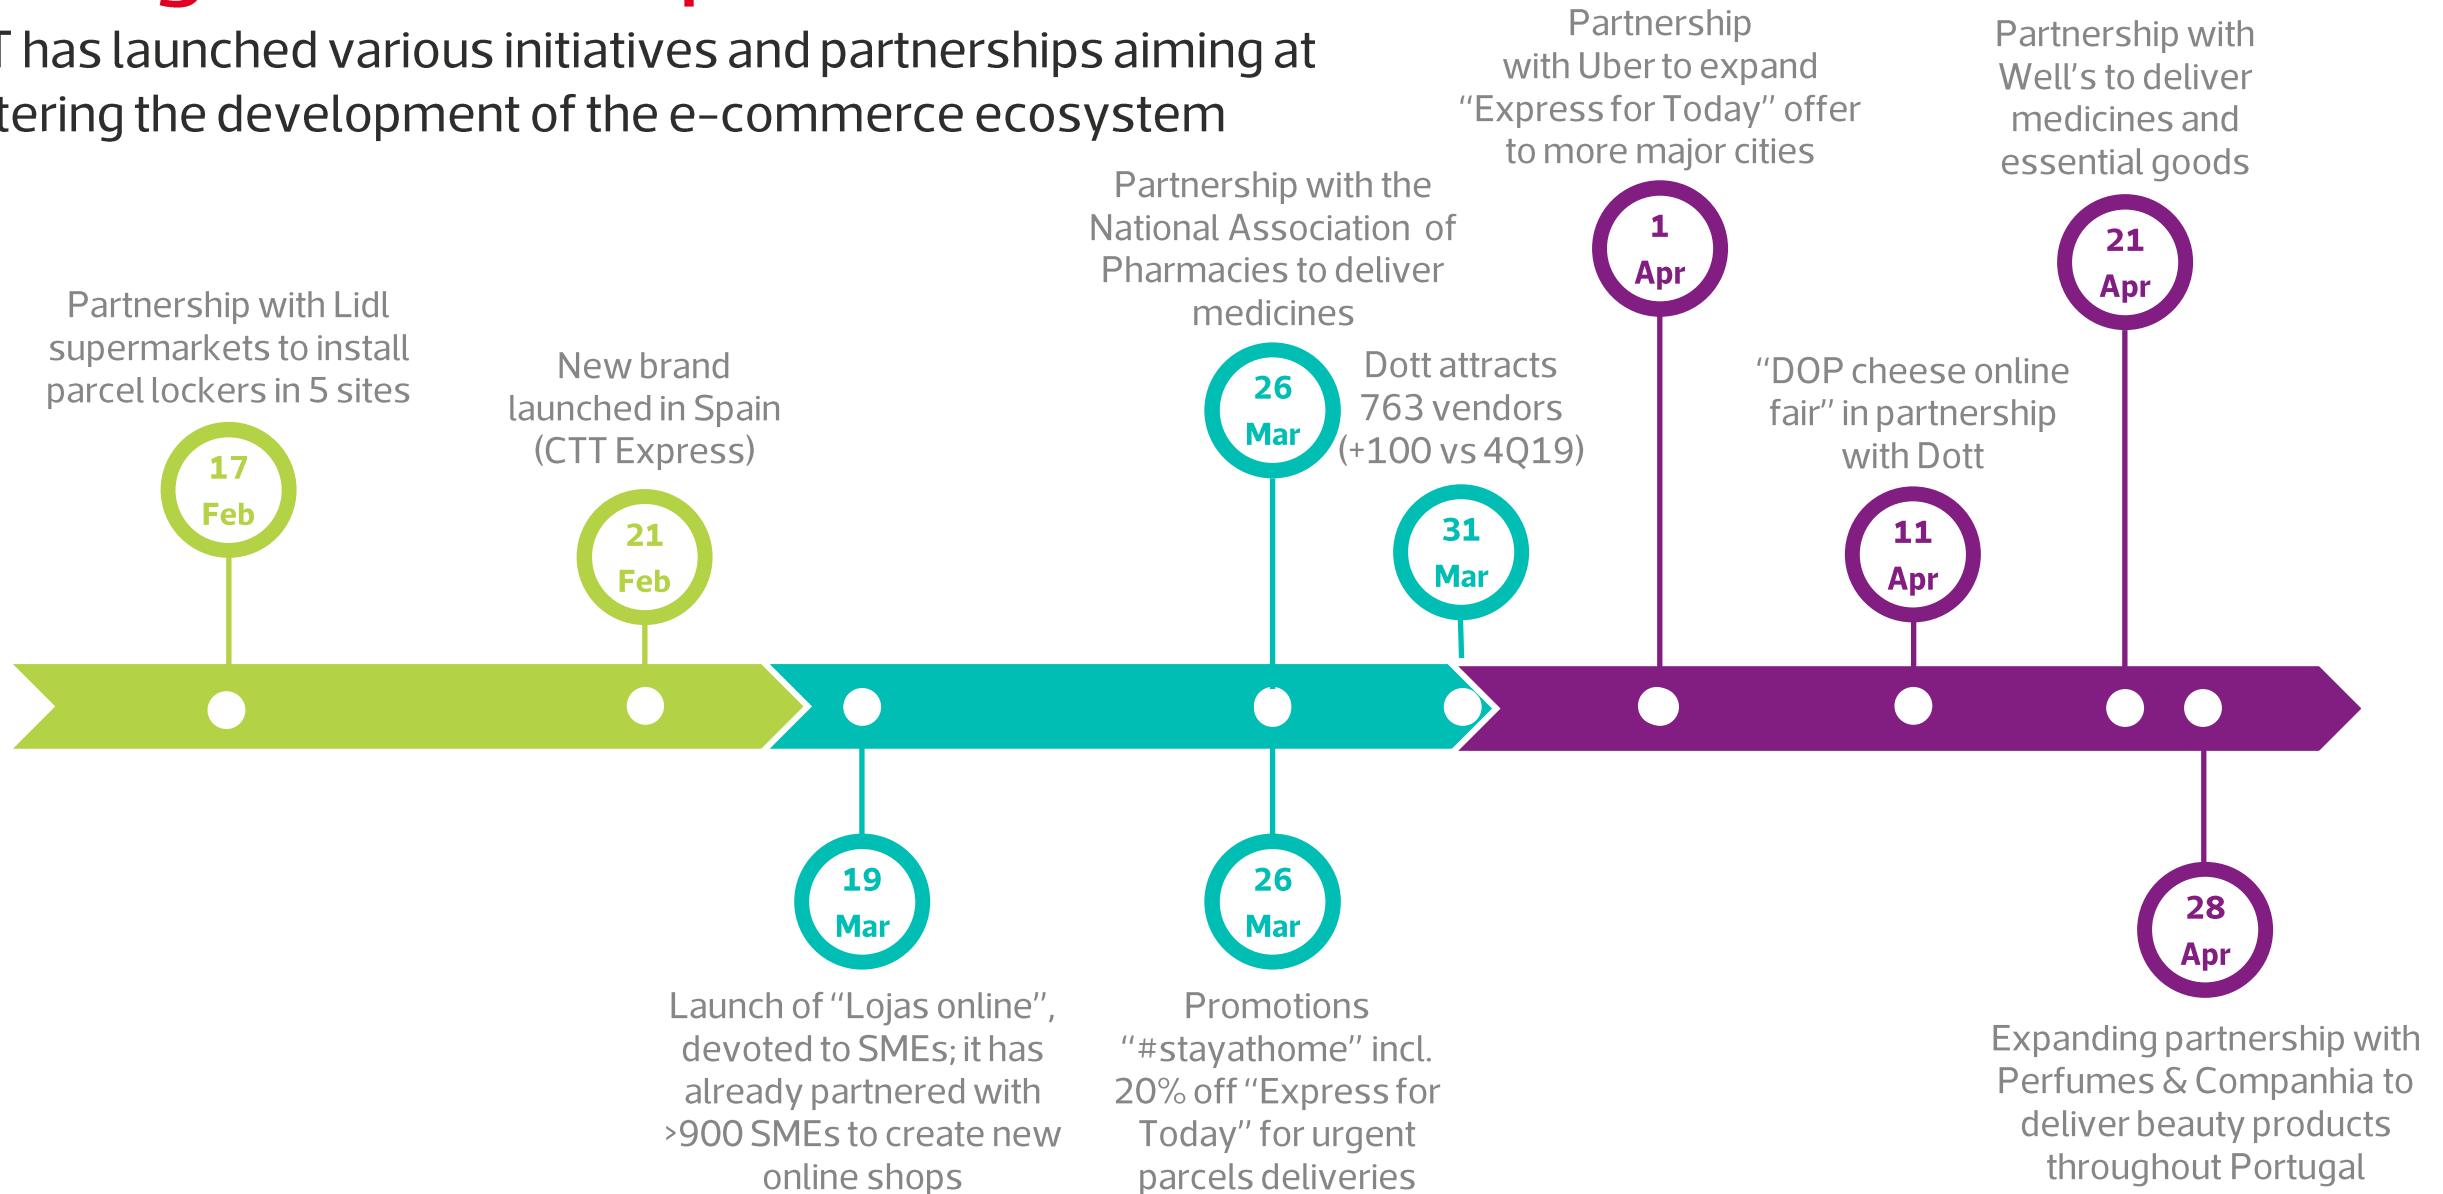 T has launched various initiatives and partnerships aiming at
tering the development of the e-commerce ecosystem
Partnership with Lidl
supermarkets to install
parcel lockers in 5 sites
17
Feb
New brand
launched in Spain
(CTT Express)
21
Feb
19
Mar
Launch of “Lojas online”,
devoted to SMEs; it has
already partnered with
>900 SMEs to create new
online shops
Partnership with the
National Association of
Pharmacies to deliver
medicines
26
Mar
26
Mar
Promotions
“#stayathome” incl.
20% off “Express for
Today” for urgent
parcels deliveries
Dott attracts
763 vendors
(+100 vs 4Q19)
31
Mar
Partnership
with Uber to expand
“Express for Today” offer
to more major cities
1
Apr
“DOP cheese online
fair” in partnership
with Dott
11
Apr
Partnership with
Well’s to deliver
medicines and
essential goods
21
Apr
28
Apr
Expanding partnership with
Perfumes & Companhia to
deliver beauty products
throughout Portugal